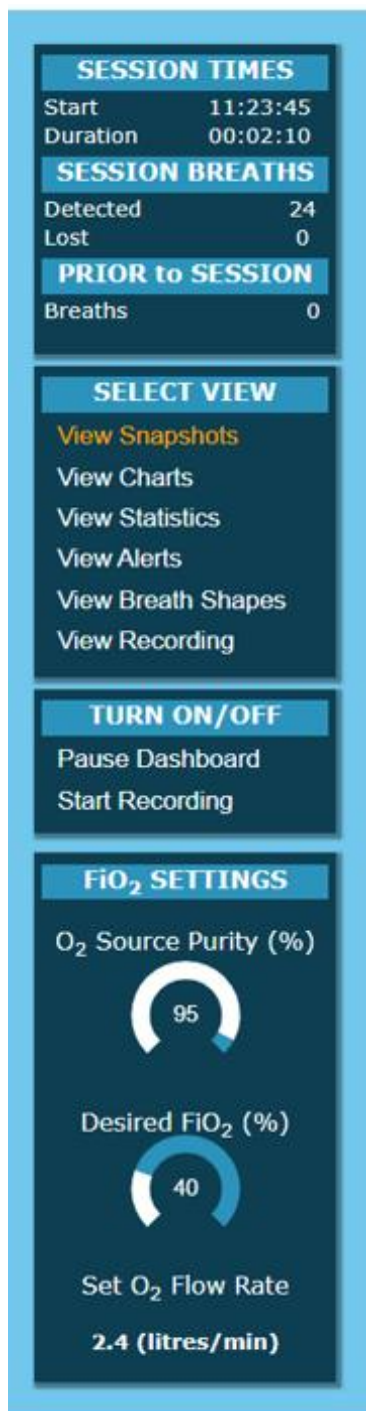 SESSION TIMES
Start 11:23:45
Duration 00:02:10
SESSION BREATHS
Detected 24
Lost 0
PRIOR to SESSION
Breaths 0
SELECT VIEW
View Snapshots
View Charts
View Statistics
View Alerts
View Breath Shapes
View Recording
TURN ON/OFF
Pause Dashboard
Start Recording
FiO₂ SETTINGS
O₂ Source Purity (%)
95
Desired FiO₂ (%)
40
Set O₂ Flow Rate
2.4 (litres/min)